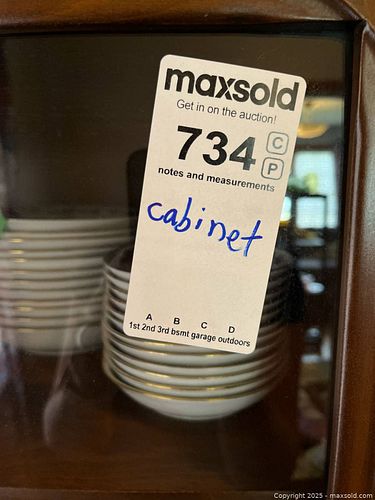 maxsold
Get in on the auction!
734 C
P
notes and measurements
cabinet
A B C D
1st 2nd 3rd bsmt garage outdoors
Copyright 2025 - maxsold.com